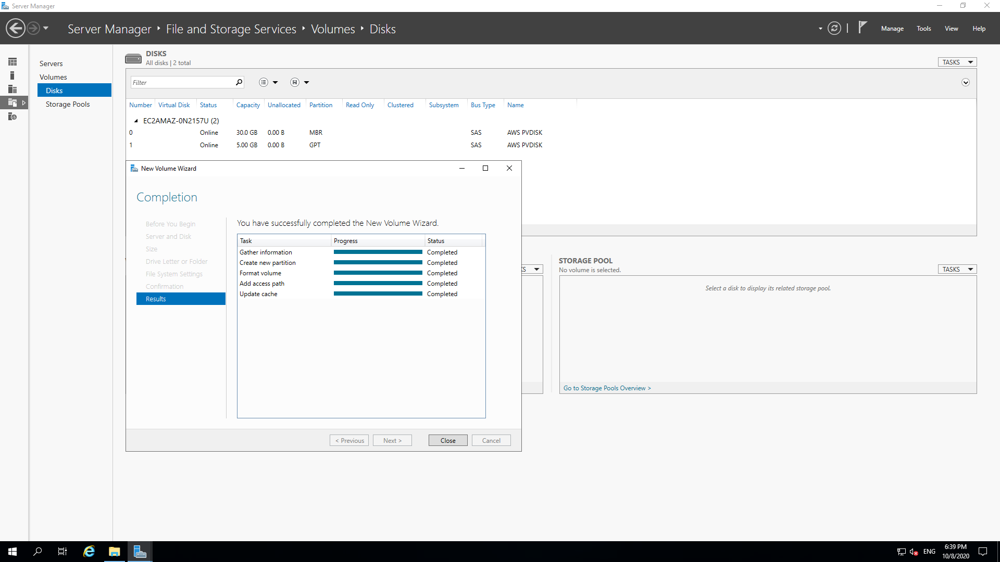 Server Manager
Server Manager ‣ File and Storage Services ‣ Volumes ‣ Disks
Manage Tools View Help
Servers
Volumes
Disks
Storage Pools
DISKS
All disks | 2 total
TASKS
Filter
Number Virtual Disk Status Capacity Unallocated Partition Read Only Clustered Subsystem Bus Type Name
EC2AMAZ-0N2157U (2)
0 Online 30.0 GB 0.00 B MBR SAS AWS PVDISK
1 Online 5.00 GB 0.00 B GPT SAS AWS PVDISK
New Volume Wizard
Completion
Before You Begin
Server and Disk
Size
Drive Letter or Folder
File System Settings
Confirmation
Results
You have successfully completed the New Volume Wizard.
Task Progress Status
Gather information Completed
Create new partition Completed
Format volume Completed
Add access path Completed
Update cache Completed
< Previous Next > Close Cancel
STORAGE POOL
No volume is selected.
TASKS
Select a disk to display its related storage pool.
Go to Storage Pools Overview >
ENG
6:39 PM
10/8/2020